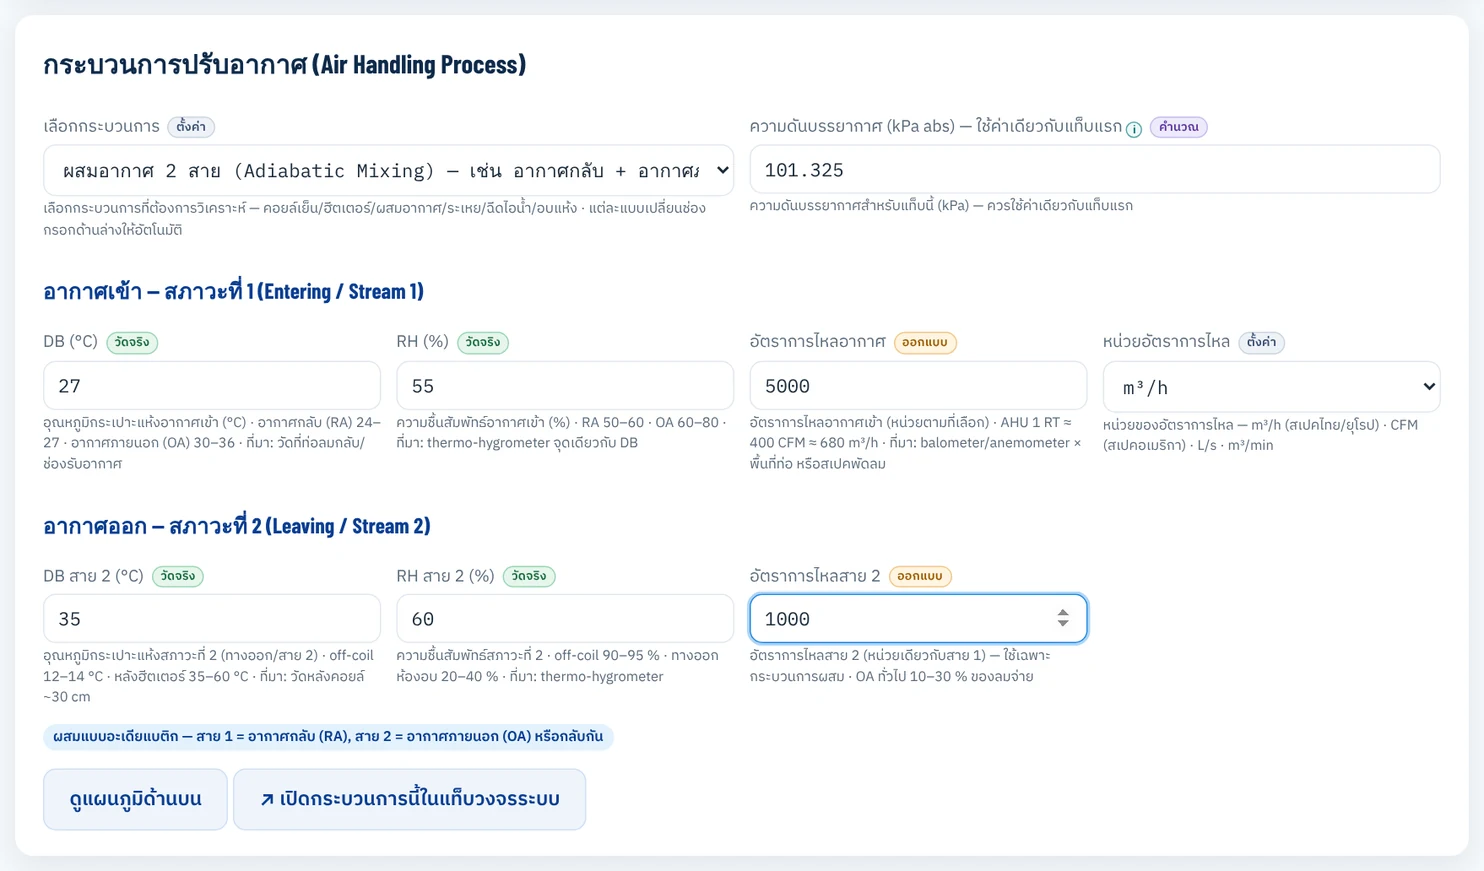 กระบวนการปรับอากาศ (Air Handling Process)
เลือกกระบวนการ ตั้งค่า
ผสมอากาศ 2 สาย (Adiabatic Mixing) — เช่น อากาศกลับ + อากาศภ
เลือกกระบวนการที่ต้องการวิเคราะห์ — คอยล์เย็น/ฮีตเตอร์/ผสมอากาศ/ระเหย/ฉีดไอน้ำ/อบแห้ง · แต่ละแบบเปลี่ยนช่อง
กรอกด้านล่างให้อัตโนมัติ
ความดันบรรยากาศ (kPa abs) — ใช้ค่าเดียวกับแท็บแรก i คำนวณ
101.325
ความดันบรรยากาศสำหรับแท็บนี้ (kPa) — ควรใช้ค่าเดียวกับแท็บแรก
อากาศเข้า — สภาวะที่ 1 (Entering / Stream 1)
DB (°C) วัดจริง
27
อุณหภูมิกระเปาะแห้งอากาศเข้า (°C) · อากาศกลับ (RA) 24–
27 · อากาศภายนอก (OA) 30–36 · ที่มา: วัดที่ท่อลมกลับ/
ช่องรับอากาศ
RH (%) วัดจริง
55
ความชื้นสัมพัทธ์อากาศเข้า (%) · RA 50–60 · OA 60–80 ·
ที่มา: thermo-hygrometer จุดเดียวกับ DB
อัตราการไหลอากาศ ออกแบบ
5000
อัตราการไหลอากาศเข้า (หน่วยตามที่เลือก) · AHU 1 RT ≈
400 CFM ≈ 680 m³/h · ที่มา: balometer/anemometer ×
พื้นที่ท่อ หรือสเปคพัดลม
หน่วยอัตราการไหล ตั้งค่า
m³/h
หน่วยของอัตราการไหล — m³/h (สเปคไทย/ยุโรป) · CFM
(สเปคอเมริกา) · L/s · m³/min
อากาศออก — สภาวะที่ 2 (Leaving / Stream 2)
DB สาย 2 (°C) วัดจริง
35
อุณหภูมิกระเปาะแห้งสภาวะที่ 2 (ทางออก/สาย 2) · off-coil
12–14 °C · หลังฮีตเตอร์ 35–60 °C · ที่มา: วัดหลังคอยล์
~30 cm
RH สาย 2 (%) วัดจริง
60
ความชื้นสัมพัทธ์สภาวะที่ 2 · off-coil 90–95 % · ทางออก
ห้องอบ 20–40 % · ที่มา: thermo-hygrometer
อัตราการไหลสาย 2 ออกแบบ
1000
อัตราการไหลสาย 2 (หน่วยเดียวกับสาย 1) — ใช้เฉพาะ
กระบวนการผสม · OA ทั่วไป 10–30 % ของลมจ่าย
ผสมแบบอะเดียแบติก — สาย 1 = อากาศกลับ (RA), สาย 2 = อากาศภายนอก (OA) หรือกลับกัน
ดูแผนภูมิด้านบน
↗ เปิดกระบวนการนี้ในแท็บวงจรระบบ